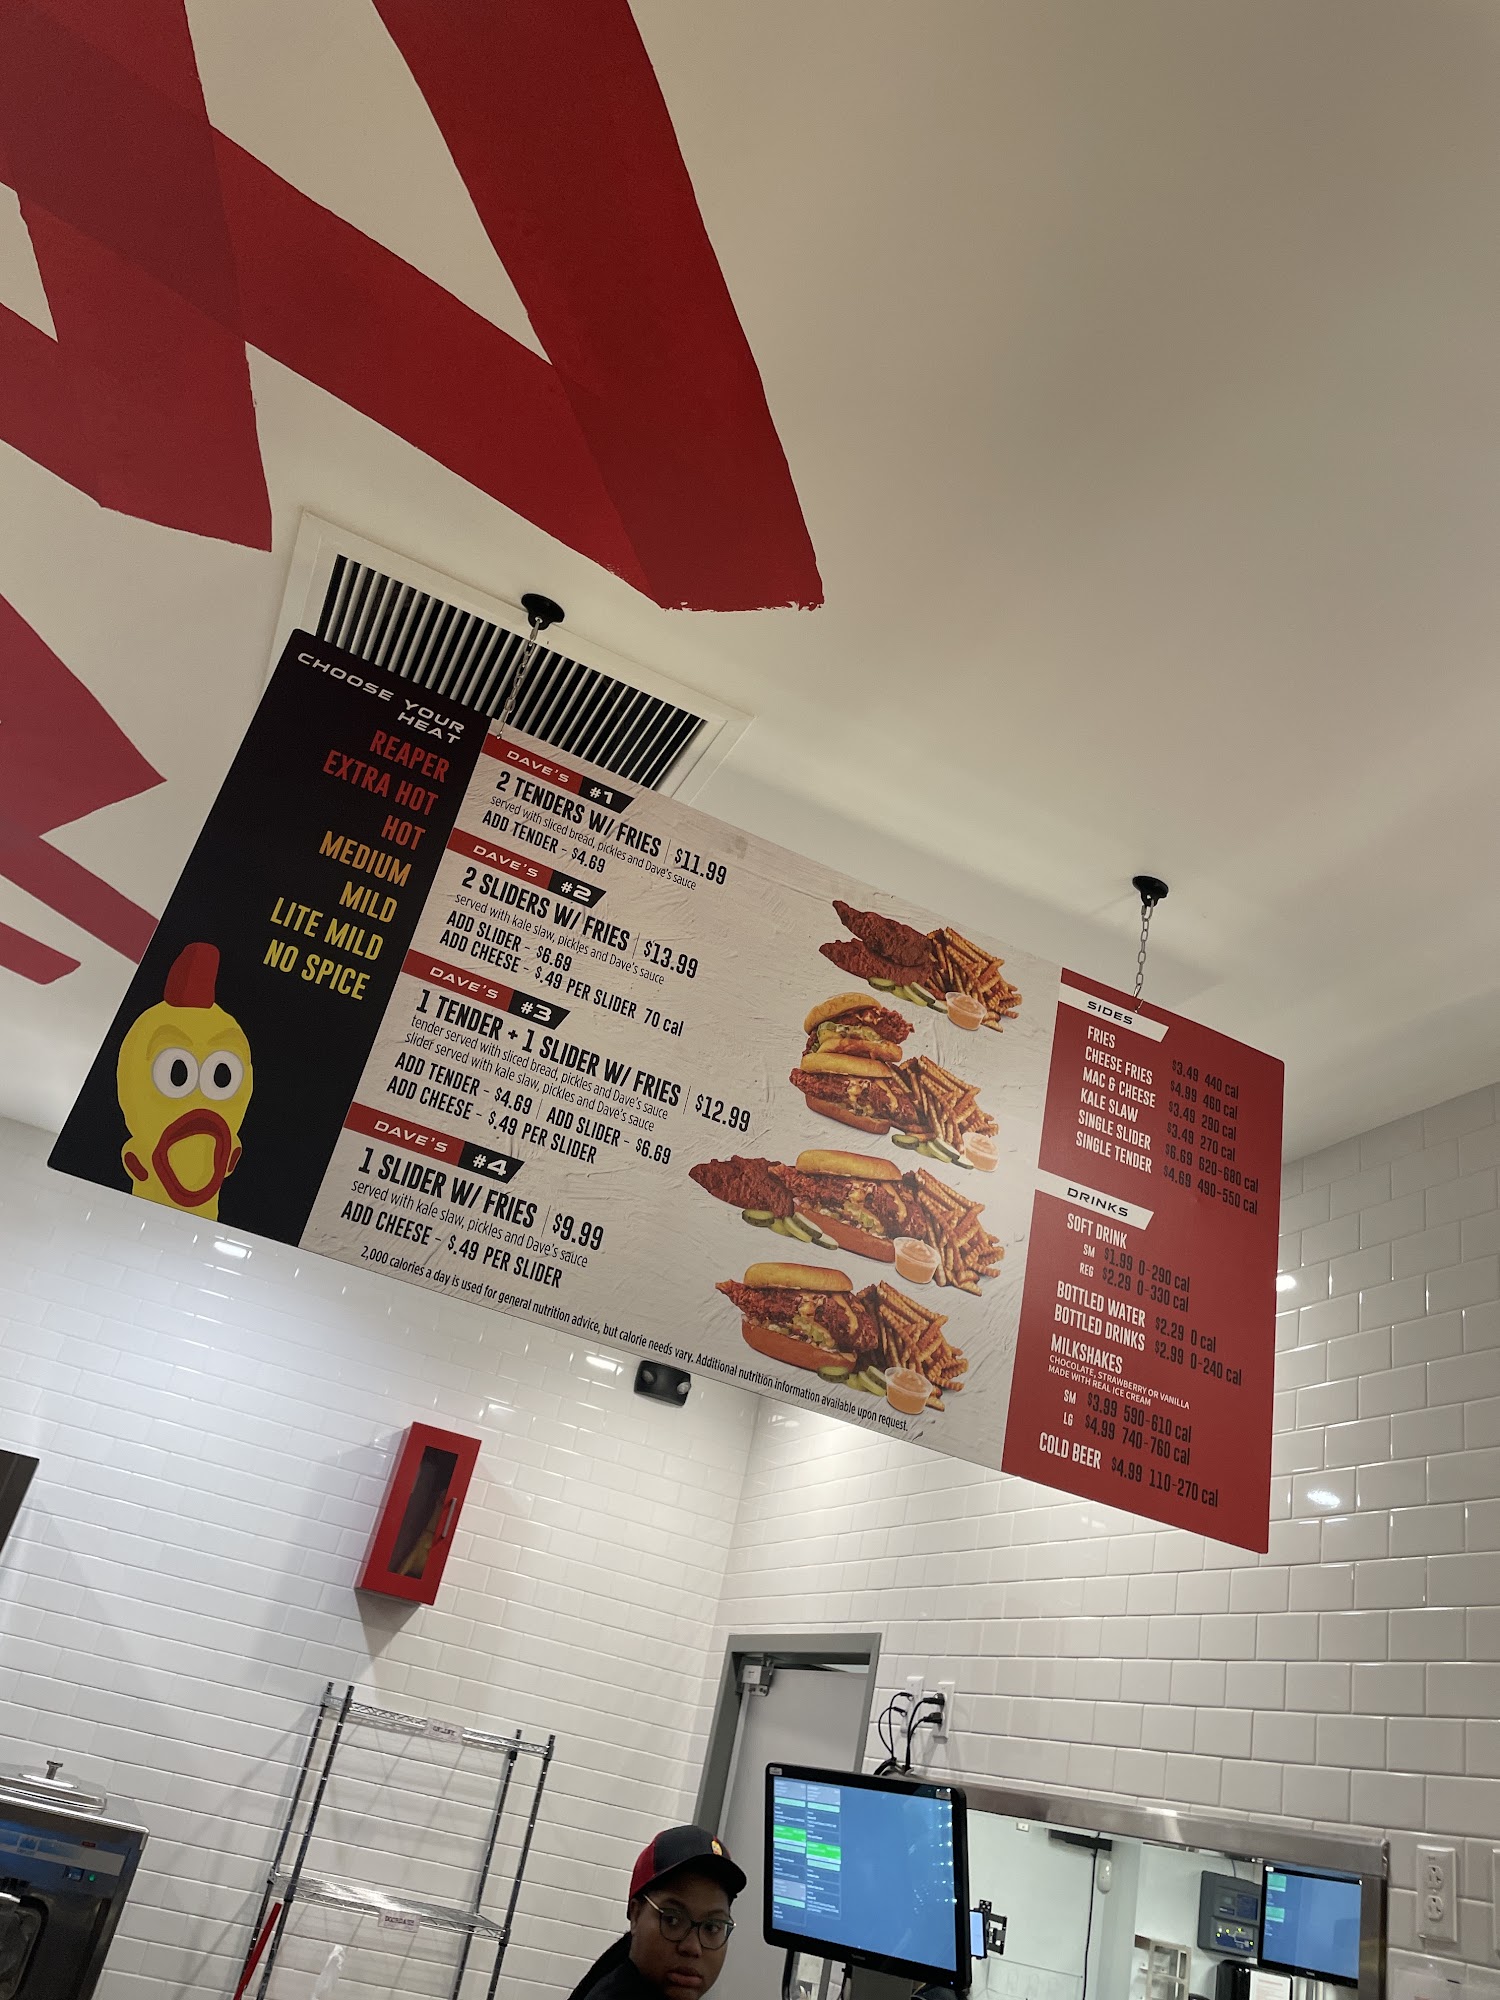 CHOOSE YOUR
HEAT
REAPER
EXTRA HOT
HOT
MEDIUM
MILD
LITE MILD
NO SPICE
DAVE'S #1
2 TENDERS W/ FRIES | $11.99
served with sliced bread, pickles and Dave's sauce
ADD TENDER - $4.69
DAVE'S #2
2 SLIDERS W/ FRIES | $13.99
served with kale slaw, pickles and Dave's sauce
ADD SLIDER - $6.69
ADD CHEESE - $.49 PER SLIDER 70 cal
DAVE'S #3
1 TENDER + 1 SLIDER W/ FRIES | $12.99
tender served with sliced bread, pickles and Dave's sauce
slider served with kale slaw, pickles and Dave's sauce
ADD TENDER - $4.69 | ADD SLIDER - $6.69
ADD CHEESE - $.49 PER SLIDER
DAVE'S #4
1 SLIDER W/ FRIES | $9.99
served with kale slaw, pickles and Dave's sauce
ADD CHEESE - $.49 PER SLIDER
2,000 calories a day is used for general nutrition advice, but calorie needs vary. Additional nutrition information available upon request.
SIDES
FRIES $3.49 440 cal
CHEESE FRIES $4.99 460 cal
MAC & CHEESE $3.49 290 cal
KALE SLAW $3.49 270 cal
SINGLE SLIDER $6.69 620-680 cal
SINGLE TENDER $4.69 490-550 cal
DRINKS
SOFT DRINK
SM $1.99 0-290 cal
REG $2.29 0-330 cal
BOTTLED WATER $2.29 0 cal
BOTTLED DRINKS $2.99 0-240 cal
MILKSHAKES
CHOCOLATE, STRAWBERRY OR VANILLA
MADE WITH REAL ICE CREAM
SM $3.99 590-610 cal
LG $4.99 740-760 cal
COLD BEER $4.99 110-270 cal